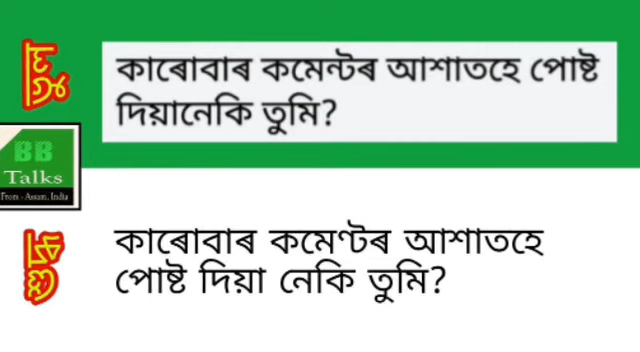 ভুল
কাৰোবাৰ কমেন্টৰ আশাতহে পোষ্ট
দিয়ানেকি তুমি?
BB
Talks
From - Assam, India
শুদ্ধ
কাৰোবাৰ কমেণ্টৰ আশাতহে
পোষ্ট দিয়া নেকি তুমি?